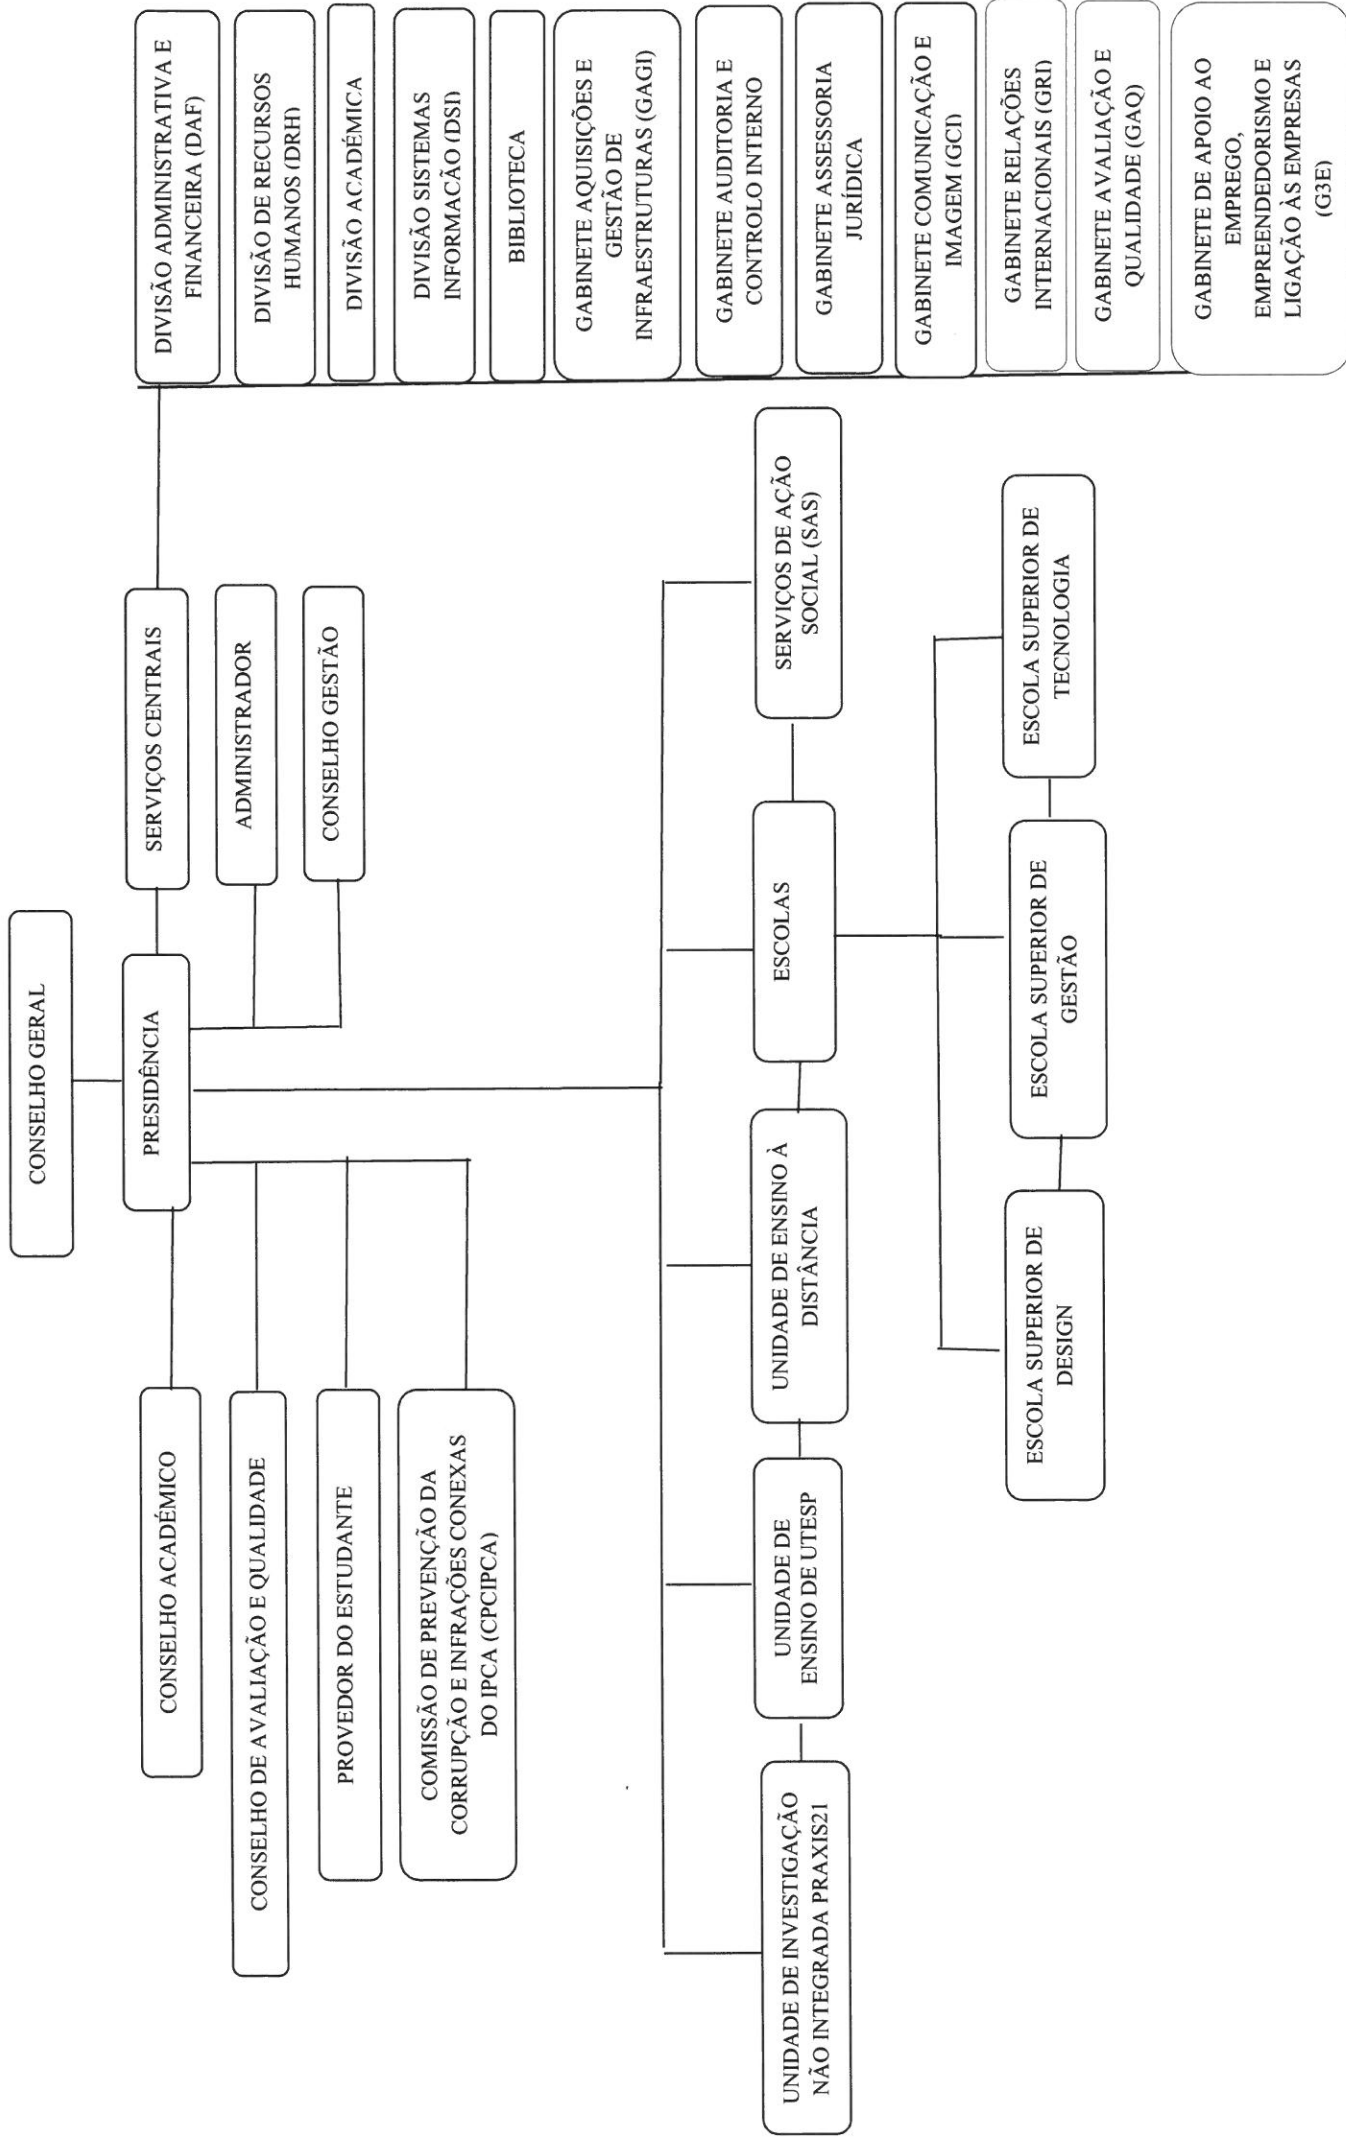 CONSELHO GERAL
PRESIDÊNCIA
SERVIÇOS CENTRAIS
ADMINISTRADOR
CONSELHO GESTÃO
CONSELHO ACADÉMICO
CONSELHO DE AVALIAÇÃO E QUALIDADE
PROVEDOR DO ESTUDANTE
COMISSÃO DE PREVENÇÃO DA
CORRUPÇÃO E INFRAÇÕES CONEXAS
DO IPCA (CPCIPCA)
DIVISÃO ADMINISTRATIVA E
FINANCEIRA (DAF)
DIVISÃO DE RECURSOS
HUMANOS (DRH)
DIVISÃO ACADÉMICA
DIVISÃO SISTEMAS
INFORMACÃO (DSI)
BIBLIOTECA
GABINETE AQUISIÇÕES E
GESTÃO DE
INFRAESTRUTURAS (GAGI)
GABINETE AUDITORIA E
CONTROLO INTERNO
GABINETE ASSESSORIA
JURÍDICA
GABINETE COMUNICAÇÃO E
IMAGEM (GCI)
GABINETE RELAÇÕES
INTERNACIONAIS (GRI)
GABINETE AVALIAÇÃO E
QUALIDADE (GAQ)
GABINETE DE APOIO AO
EMPREGO,
EMPREENDEDORISMO E
LIGAÇÃO ÀS EMPRESAS
(G3E)
UNIDADE DE INVESTIGAÇÃO
NÃO INTEGRADA PRAXIS21
UNIDADE DE
ENSINO DE UTESP
UNIDADE DE ENSINO À
DISTÂNCIA
ESCOLAS
SERVIÇOS DE AÇÃO
SOCIAL (SAS)
ESCOLA SUPERIOR DE
DESIGN
ESCOLA SUPERIOR DE
GESTÃO
ESCOLA SUPERIOR DE
TECNOLOGIA